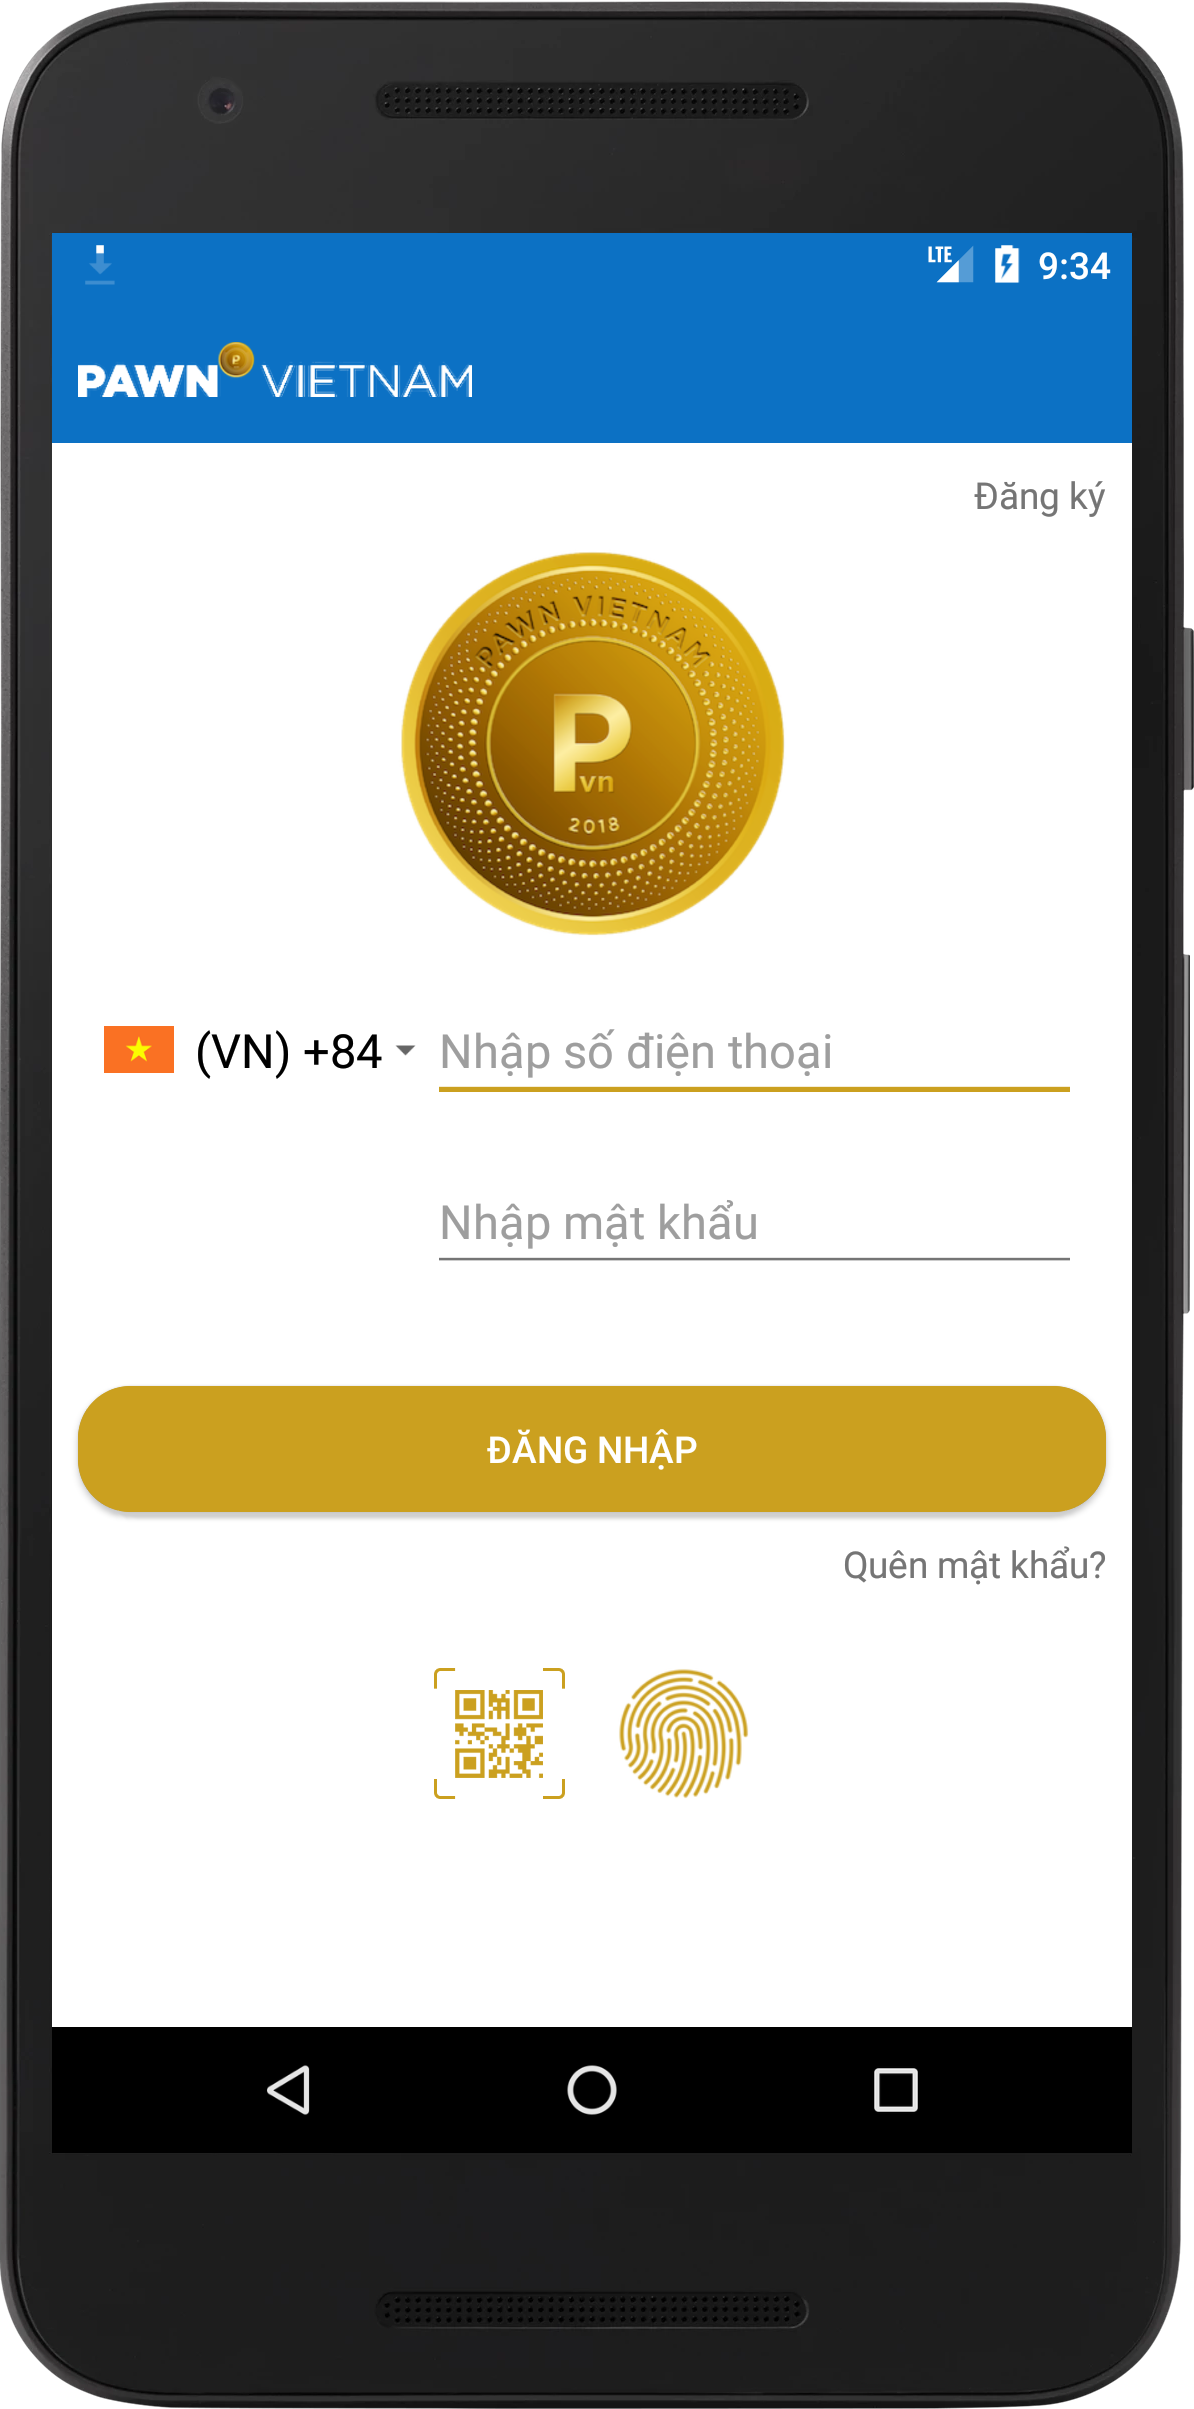 LTE 9:34
PAWN P VIETNAM
Đăng ký
PAWN VIETNAM
P
vn
2018
(VN) +84 Nhập số điện thoại
Nhập mật khẩu
ĐĂNG NHẬP
Quên mật khẩu?